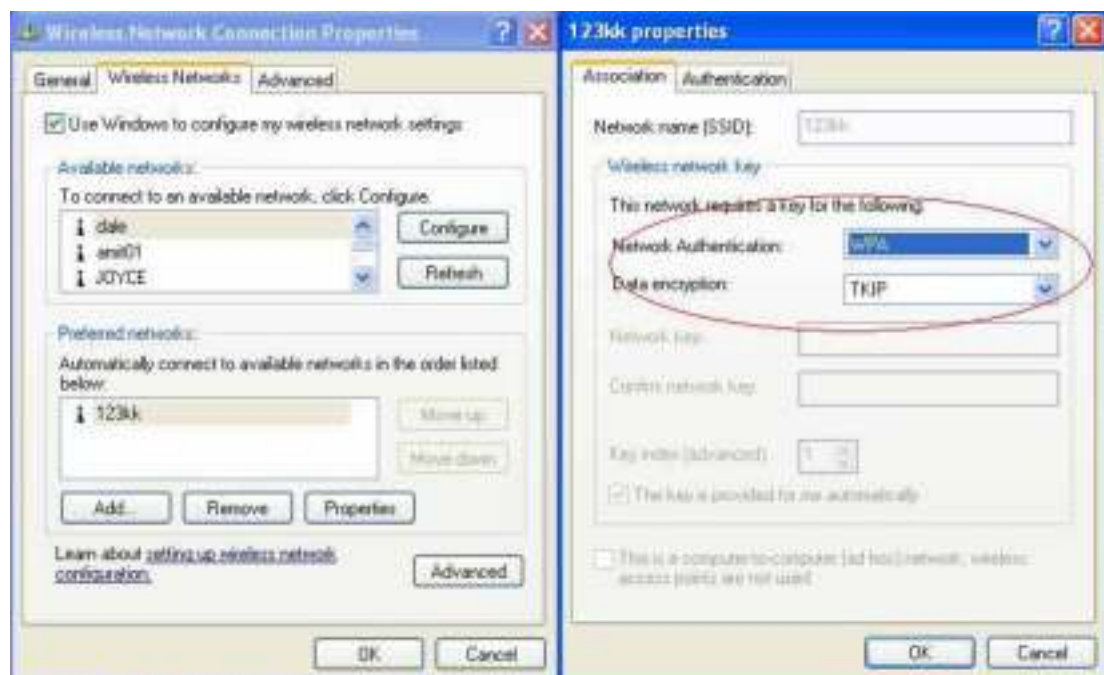 Wireless Network Connection Properties
General Wireless Networks Advanced
Use Windows to configure my wireless network settings
Available networks:
To connect to an available network, click Configure.
dale
amit01
JOYCE
Configure
Refresh
Preferred networks:
Automatically connect to available networks in the order listed
below:
123kk
Move up
Move down
Add... Remove Properties
Learn about setting up wireless network
configuration.
Advanced
OK Cancel
123kk properties
Association Authentication
Network name (SSID): 123kk
Wireless network key
This network requires a key for the following:
Network Authentication: WPA
Data encryption: TKIP
Network key:
Confirm network key:
Key index (advanced): 1
The key is provided for me automatically
This is a computer-to-computer (ad hoc) network; wireless
access points are not used
OK Cancel